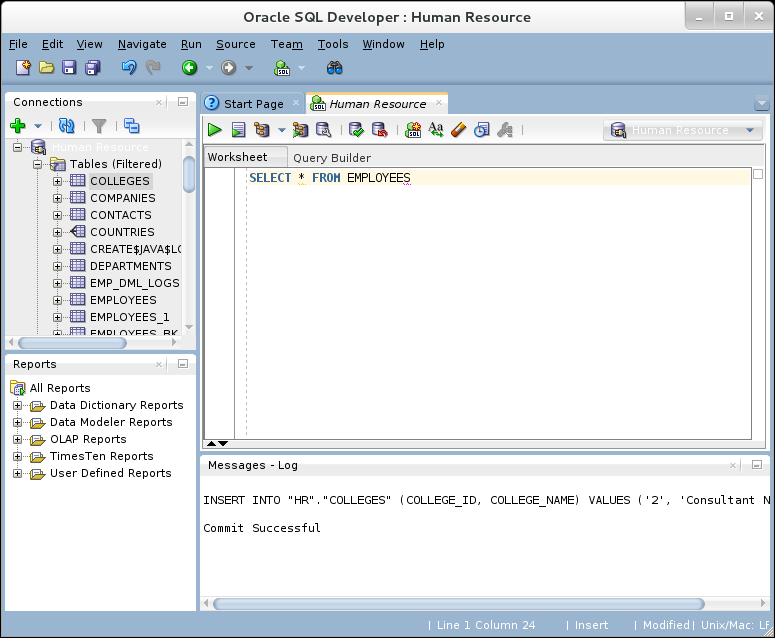 Oracle SQL Developer : Human Resource
File Edit View Navigate Run Source Team Tools Window Help
Connections
Start Page
Human Resource
Human Resource
Human Resource
Tables (Filtered)
COLLEGES
COMPANIES
CONTACTS
COUNTRIES
CREATE$JAVA$LO
DEPARTMENTS
EMP_DML_LOGS
EMPLOYEES
EMPLOYEES_1
EMPLOYEES_BK
Worksheet
Query Builder
SELECT * FROM EMPLOYEES
Reports
All Reports
Data Dictionary Reports
Data Modeler Reports
OLAP Reports
TimesTen Reports
User Defined Reports
Messages - Log
INSERT INTO "HR"."COLLEGES" (COLLEGE_ID, COLLEGE_NAME) VALUES ('2', 'Consultant N
Commit Successful
| Line 1 Column 24 | Insert | Modified | Unix/Mac: LF